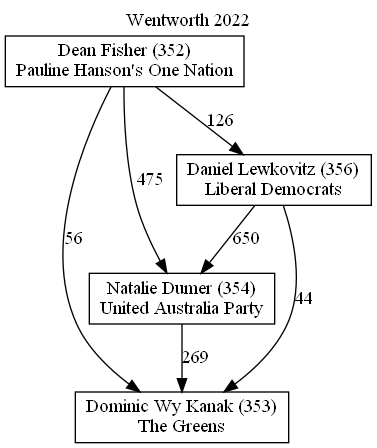 Wentworth 2022
Dean Fisher (352)
Pauline Hanson's One Nation
126
Daniel Lewkovitz (356)
Liberal Democrats
475
56
650
44
Natalie Dumer (354)
United Australia Party
269
Dominic Wy Kanak (353)
The Greens